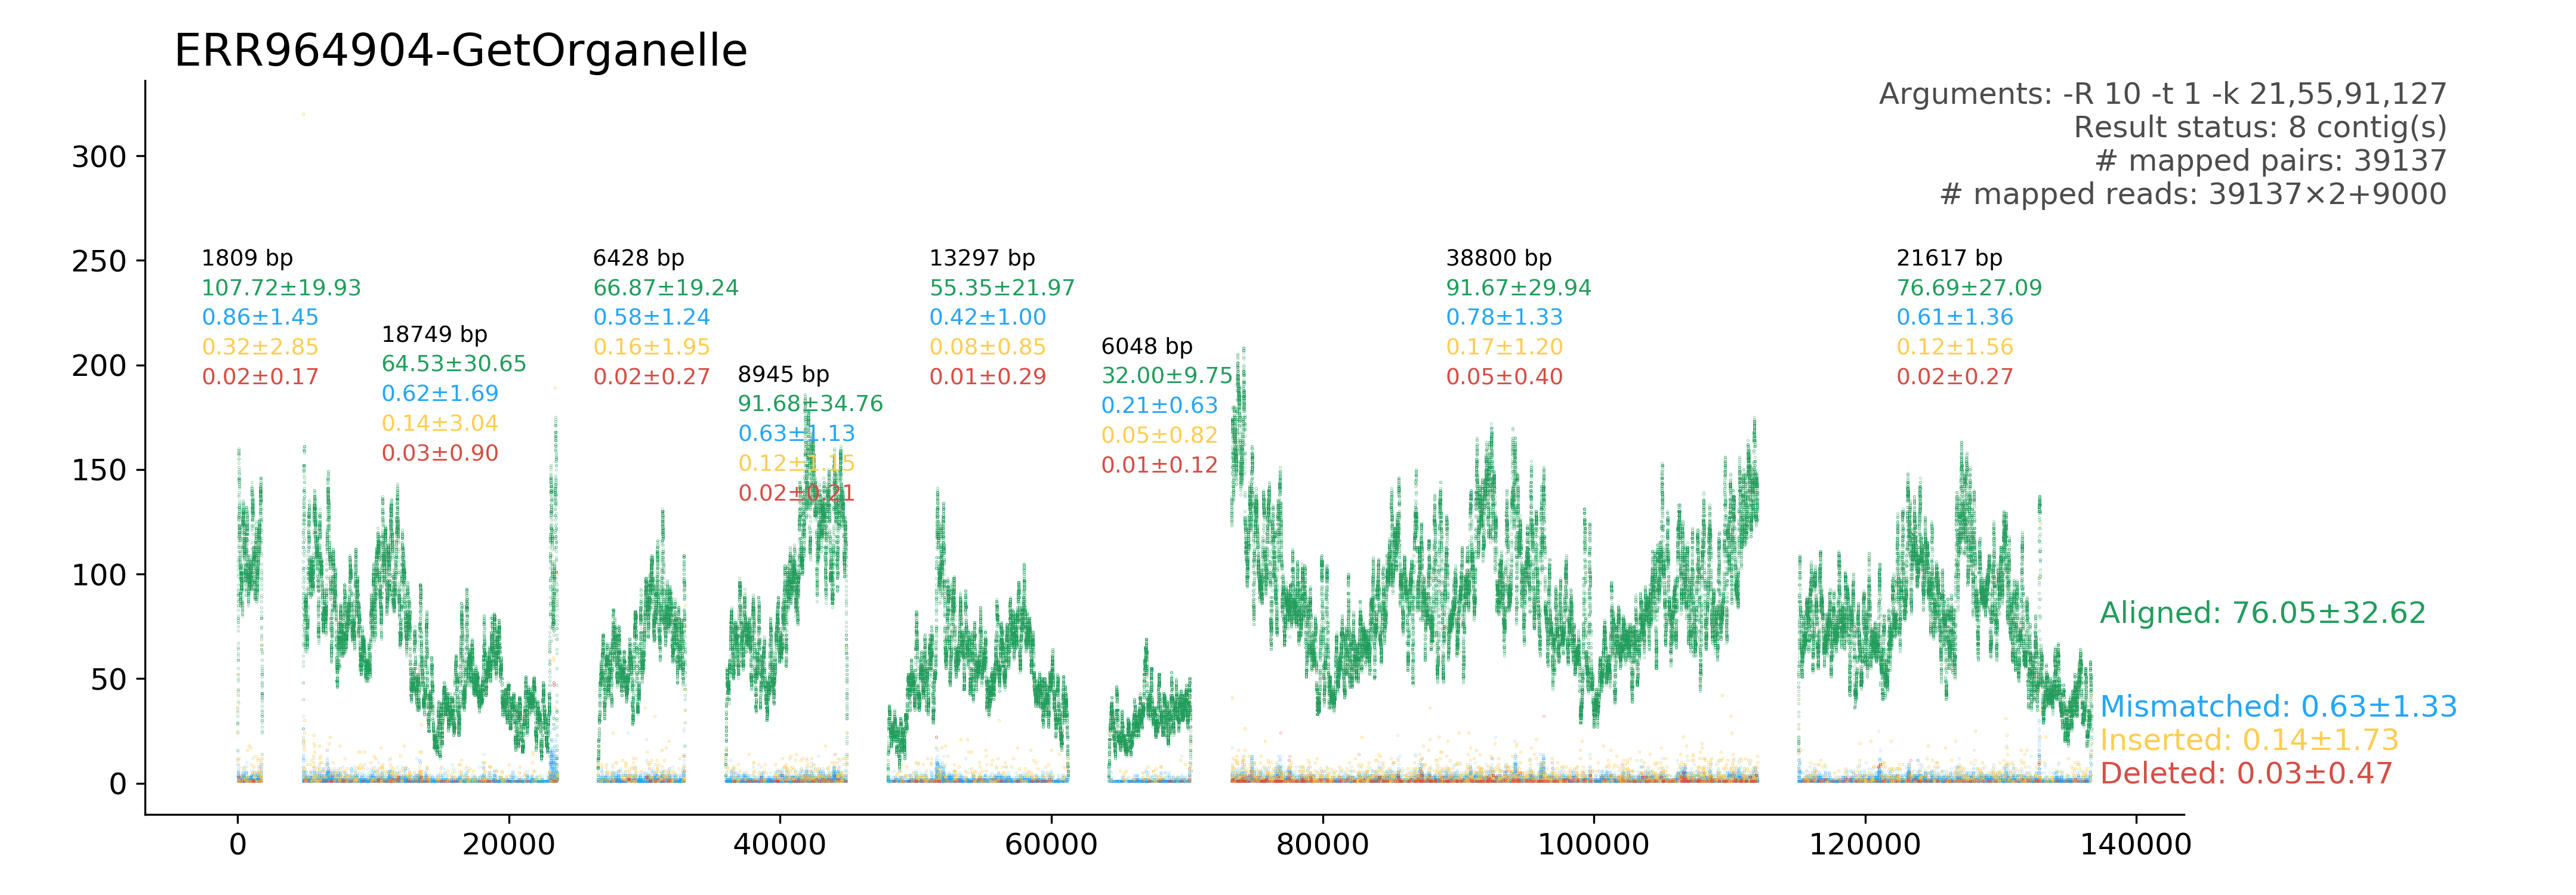 ERR964904-GetOrganelle
Arguments: -R 10 -t 1 -k 21,55,91,127
Result status: 8 contig(s)
# mapped pairs: 39137
# mapped reads: 39137×2+9000
300
250
200
150
100
50
0
1809 bp
107.72±19.93
0.86±1.45
0.32±2.85
0.02±0.17
18749 bp
64.53±30.65
0.62±1.69
0.14±3.04
0.03±0.90
6428 bp
66.87±19.24
0.58±1.24
0.16±1.95
0.02±0.27
8945 bp
91.68±34.76
0.63±1.13
0.12±1.15
0.02±0.21
13297 bp
55.35±21.97
0.42±1.00
0.08±0.85
0.01±0.29
6048 bp
32.00±9.75
0.21±0.63
0.05±0.82
0.01±0.12
38800 bp
91.67±29.94
0.78±1.33
0.17±1.20
0.05±0.40
21617 bp
76.69±27.09
0.61±1.36
0.12±1.56
0.02±0.27
Aligned: 76.05±32.62
Mismatched: 0.63±1.33
Inserted: 0.14±1.73
Deleted: 0.03±0.47
0
20000
40000
60000
80000
100000
120000
140000